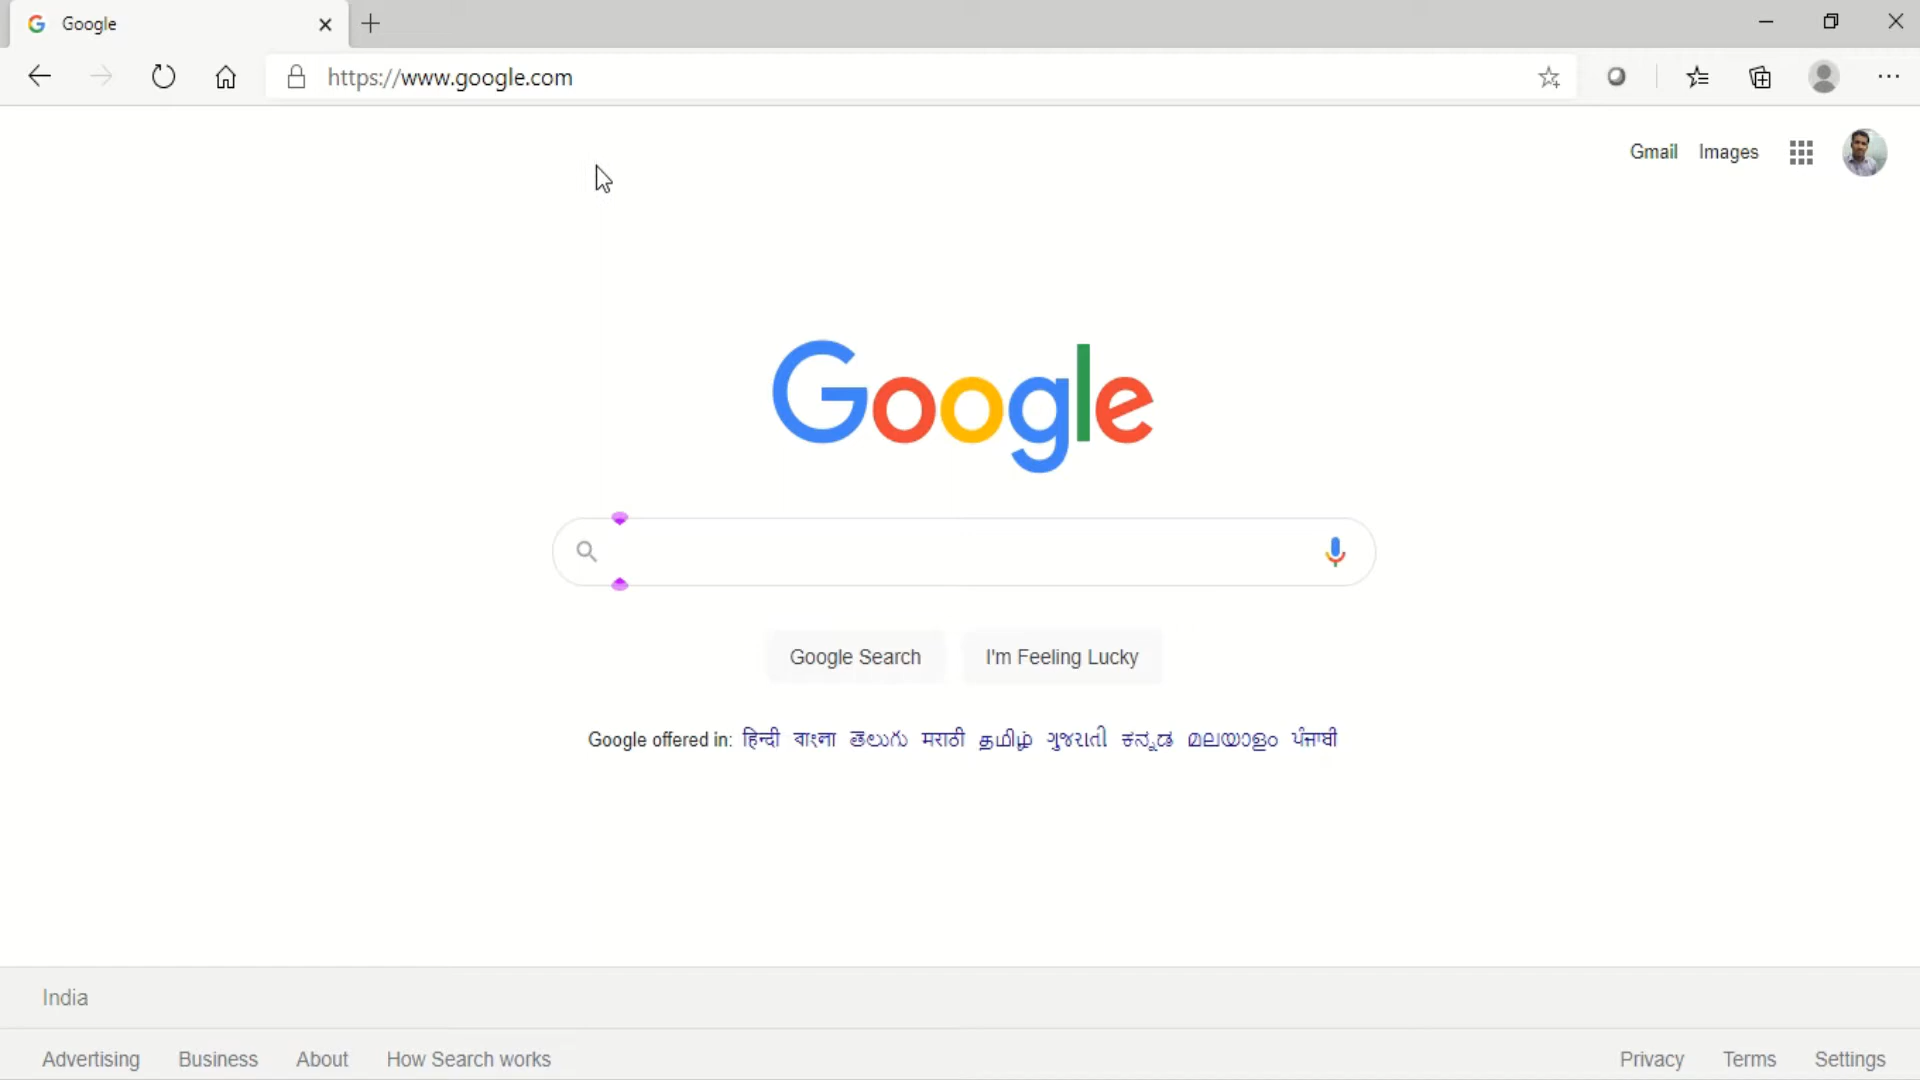 Google
https://www.google.com
Gmail Images
Google
Google Search I'm Feeling Lucky
Google offered in: हिन्दी বাংলা తెలుగు मराठी தமிழ் ગુજરાતી ಕನ್ನಡ മലയാളം ਪੰਜਾਬੀ
India
Advertising Business About How Search works Privacy Terms Settings